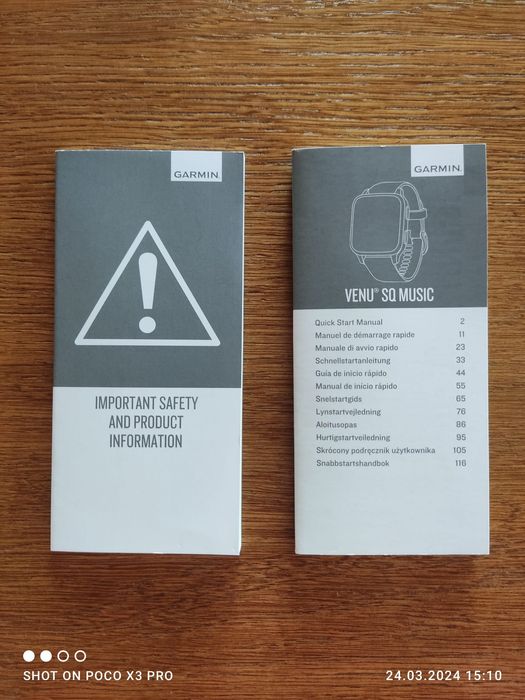 GARMIN
IMPORTANT SAFETY
AND PRODUCT
INFORMATION
GARMIN
VENU® SQ MUSIC
Quick Start Manual 2
Manuel de démarrage rapide 11
Manuale di avvio rapido 23
Schnellstartanleitung 33
Guía de inicio rápido 44
Manual de início rápido 55
Snelstartgids 65
Lynstartvejledning 76
Aloitusopas 86
Hurtigstartveiledning 95
Skrócony podręcznik użytkownika 105
Snabbstartshandbok 116
SHOT ON POCO X3 PRO
24.03.2024 15:10